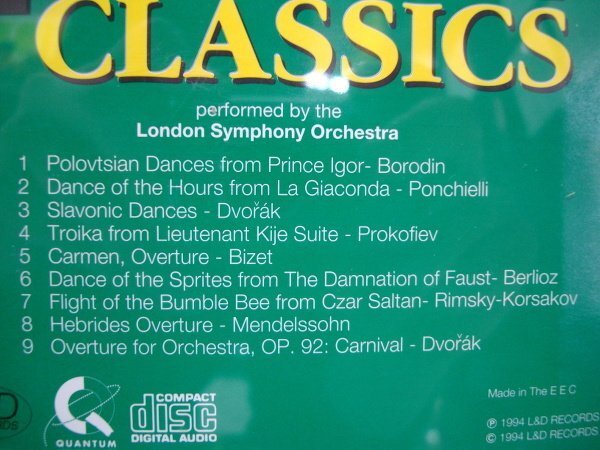 CLASSICS
performed by the
London Symphony Orchestra
1 Polovtsian Dances from Prince Igor- Borodin
2 Dance of the Hours from La Giaconda - Ponchielli
3 Slavonic Dances - Dvořák
4 Troika from Lieutenant Kije Suite - Prokofiev
5 Carmen, Overture - Bizet
6 Dance of the Sprites from The Damnation of Faust- Berlioz
7 Flight of the Bumble Bee from Czar Saltan- Rimsky-Korsakov
8 Hebrides Overture - Mendelssohn
9 Overture for Orchestra, OP. 92: Carnival - Dvořák
QUANTUM
COMPACT
disc
DIGITAL AUDIO
Made in The E E C
℗ 1994 L&D RECORDS
© 1994 L&D RECORDS